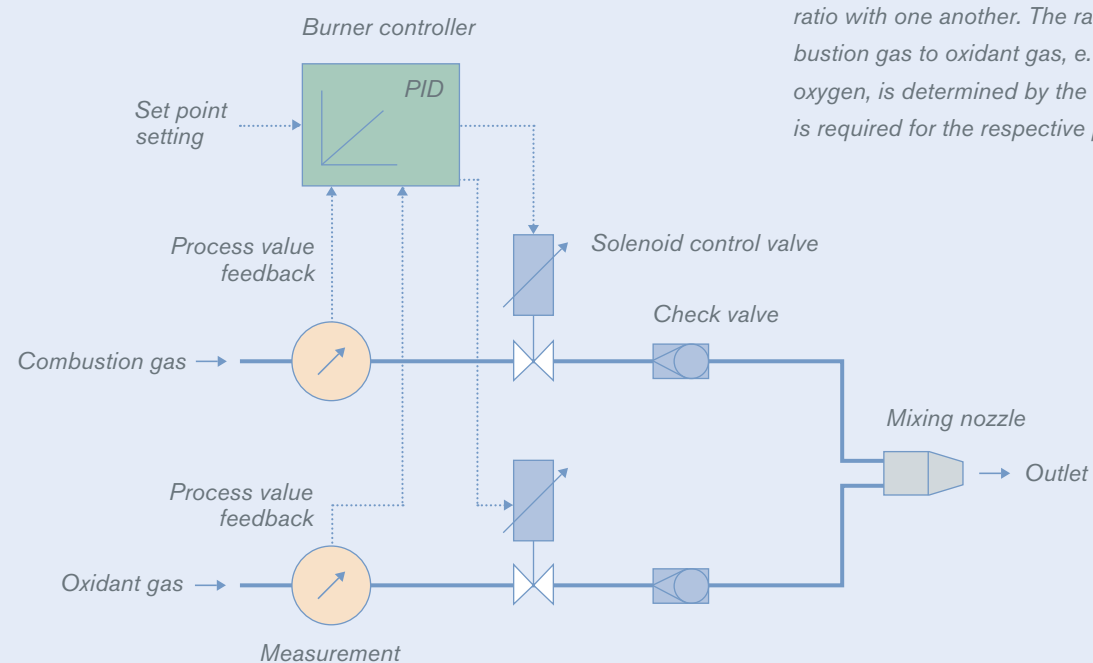 ratio with one another. The ra
bustion gas to oxidant gas, e.
oxygen, is determined by the
is required for the respective
Burner controller
PID
Set point
setting
Process value
feedback
Solenoid control valve
Check valve
Combustion gas
Mixing nozzle
Outlet
Process value
feedback
Oxidant gas
Measurement